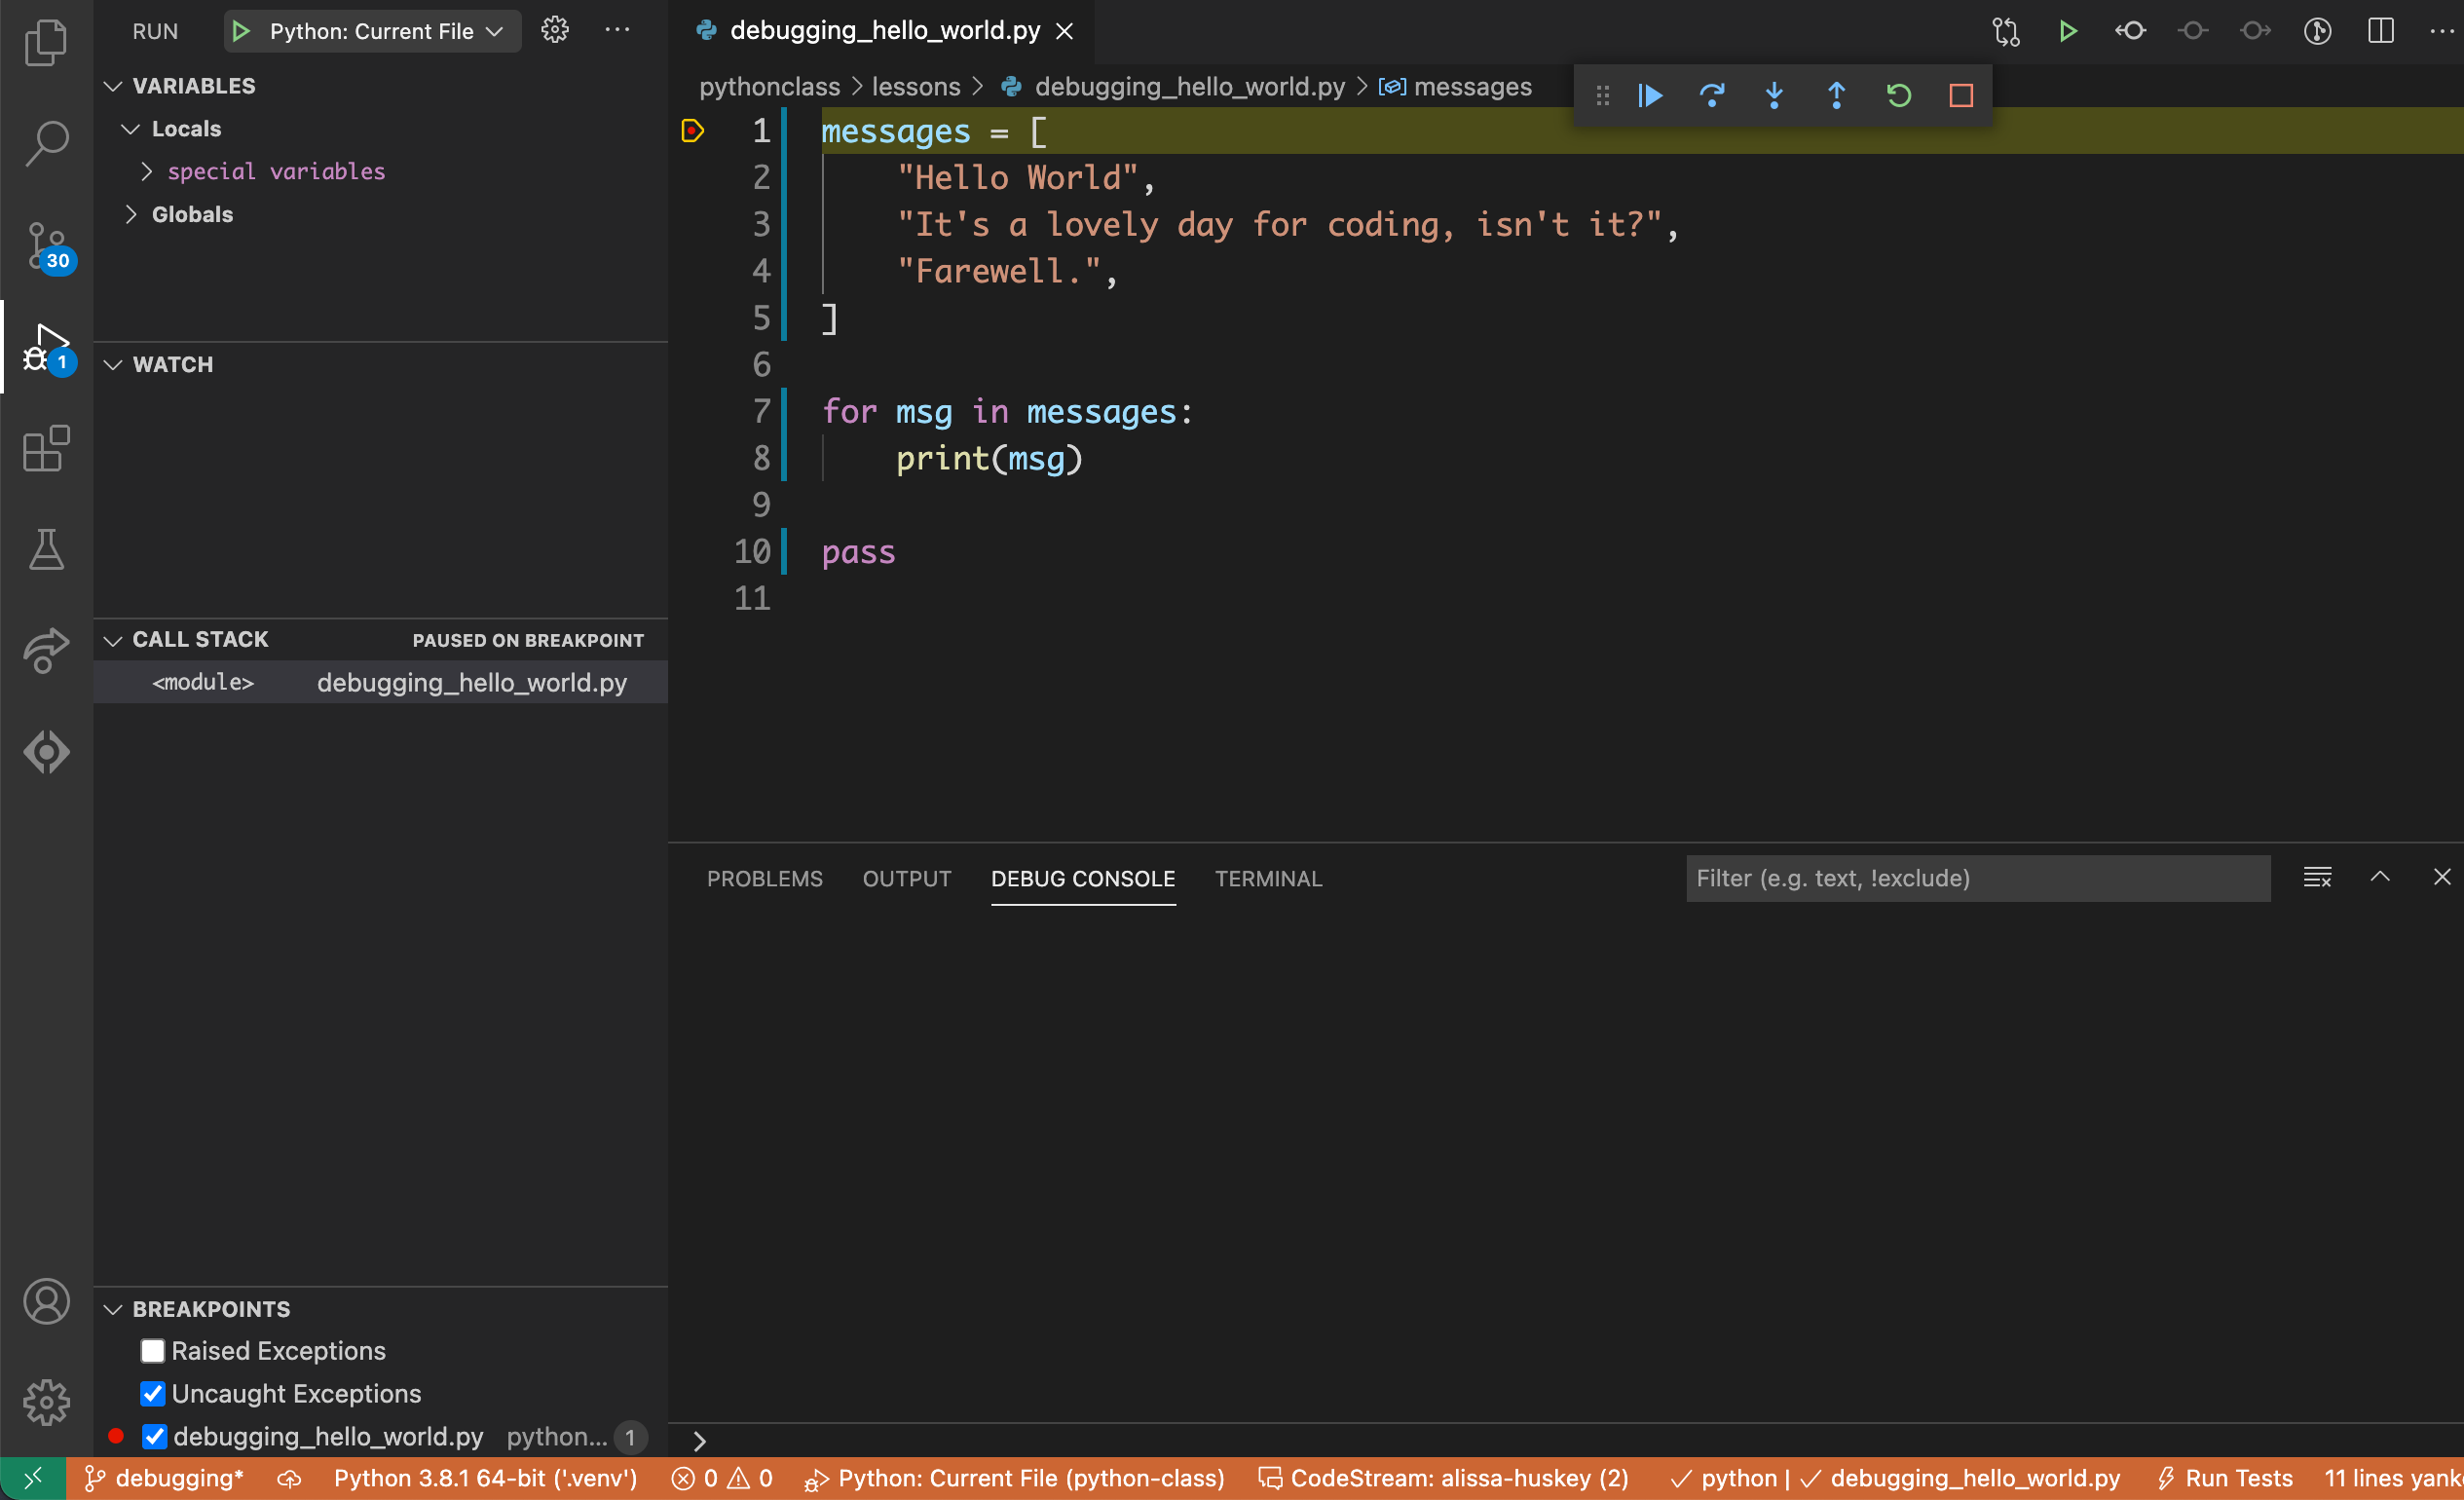 RUN Python: Current File
VARIABLES
Locals
special variables
Globals
30
1
WATCH
CALL STACK PAUSED ON BREAKPOINT
<module> debugging_hello_world.py
BREAKPOINTS
Raised Exceptions
Uncaught Exceptions
debugging_hello_world.py python... 1
debugging_hello_world.py
pythonclass > lessons > debugging_hello_world.py > messages
1 messages = [
2 "Hello World",
3 "It's a lovely day for coding, isn't it?",
4 "Farewell.",
5 ]
6
7 for msg in messages:
8 print(msg)
9
10 pass
11
PROBLEMS OUTPUT DEBUG CONSOLE TERMINAL Filter (e.g. text, !exclude)
debugging* Python 3.8.1 64-bit ('.venv') 0 0 Python: Current File (python-class) CodeStream: alissa-huskey (2) python | debugging_hello_world.py Run Tests 11 lines yank